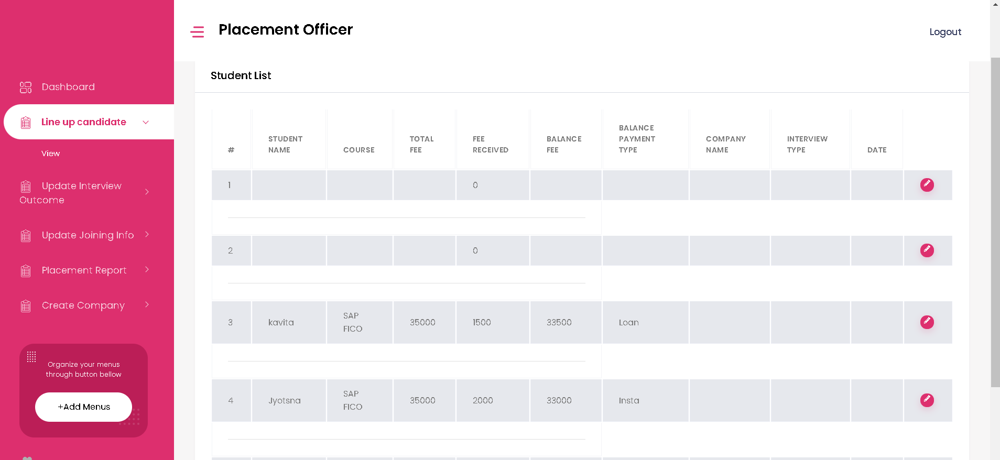 Placement Officer
Logout
Dashboard
Line up candidate
View
Update Interview
Outcome
Update Joining Info
Placement Report
Create Company
Organize your menus
through button bellow
+Add Menus
Student List
# STUDENT NAME COURSE TOTAL FEE FEE RECEIVED BALANCE FEE BALANCE PAYMENT TYPE COMPANY NAME INTERVIEW TYPE DATE
1 0
2 0
3 kavita SAP FICO 35000 1500 33500 Loan
4 Jyotsna SAP FICO 35000 2000 33000 Insta